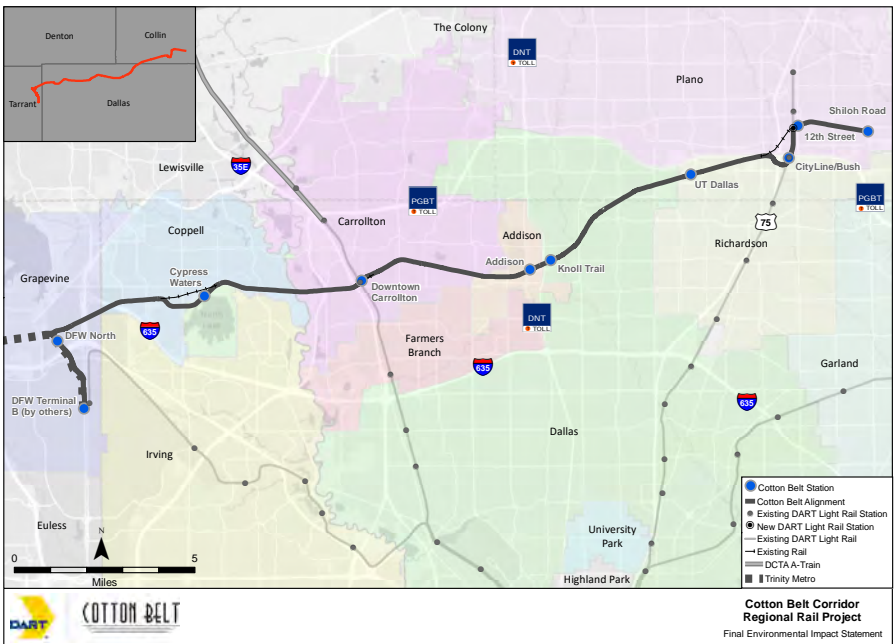 Denton
Collin
Tarrant
Dallas
The Colony
DNT
TOLL
Plano
Shiloh Road
12th Street
CityLine/Bush
UT Dallas
PGBT
TOLL
75
Richardson
Lewisville
35E
PGBT
TOLL
Carrollton
Coppell
Addison
Addison
Knoll Trail
Grapevine
Cypress
Waters
Downtown
Carrollton
DFW North
635
DNT
TOLL
Farmers
Branch
635
Garland
DFW Terminal
B (by others)
635
Irving
Dallas
Euless
University
Park
Highland Park
N
0
5
Miles
Cotton Belt Station
Cotton Belt Alignment
Existing DART Light Rail Station
New DART Light Rail Station
Existing DART Light Rail
Existing Rail
DCTA A-Train
Trinity Metro
DART
COTTON BELT
Cotton Belt Corridor
Regional Rail Project
Final Environmental Impact Statement